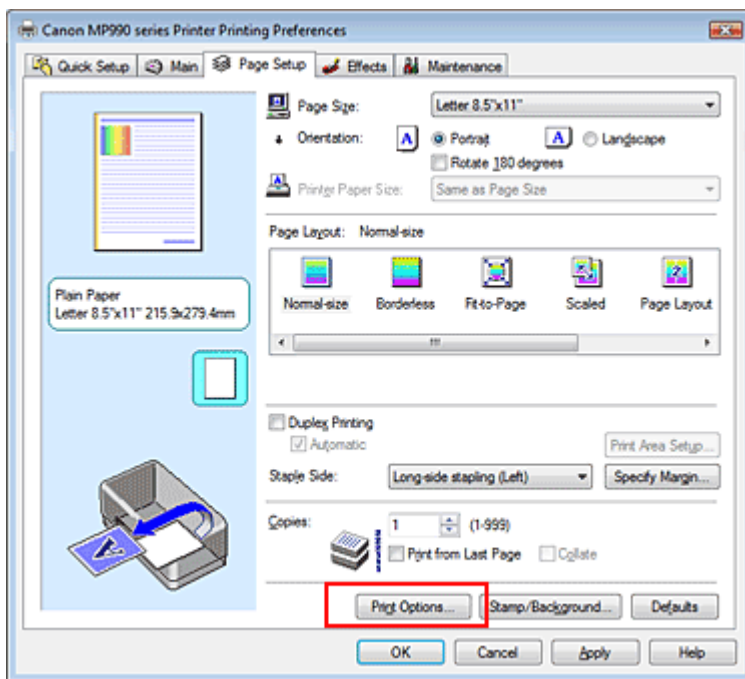 Canon MP990 series Printer Printing Preferences
Quick Setup Main Page Setup Effects Maintenance
Page Size: Letter 8.5"x11"
Orientation: A Portrait A Landscape
Rotate 180 degrees
Printer Paper Size: Same as Page Size
Page Layout: Normal-size
Normal-size Borderless Fit-to-Page Scaled Page Layout
Plain Paper
Letter 8.5"x11" 215.9x279.4mm
Duplex Printing
Automatic Print Area Setup...
Staple Side: Long-side stapling (Left) Specify Margin...
Copies: 1 (1-999)
Print from Last Page Collate
Print Options... Stamp/Background... Defaults
OK Cancel Apply Help